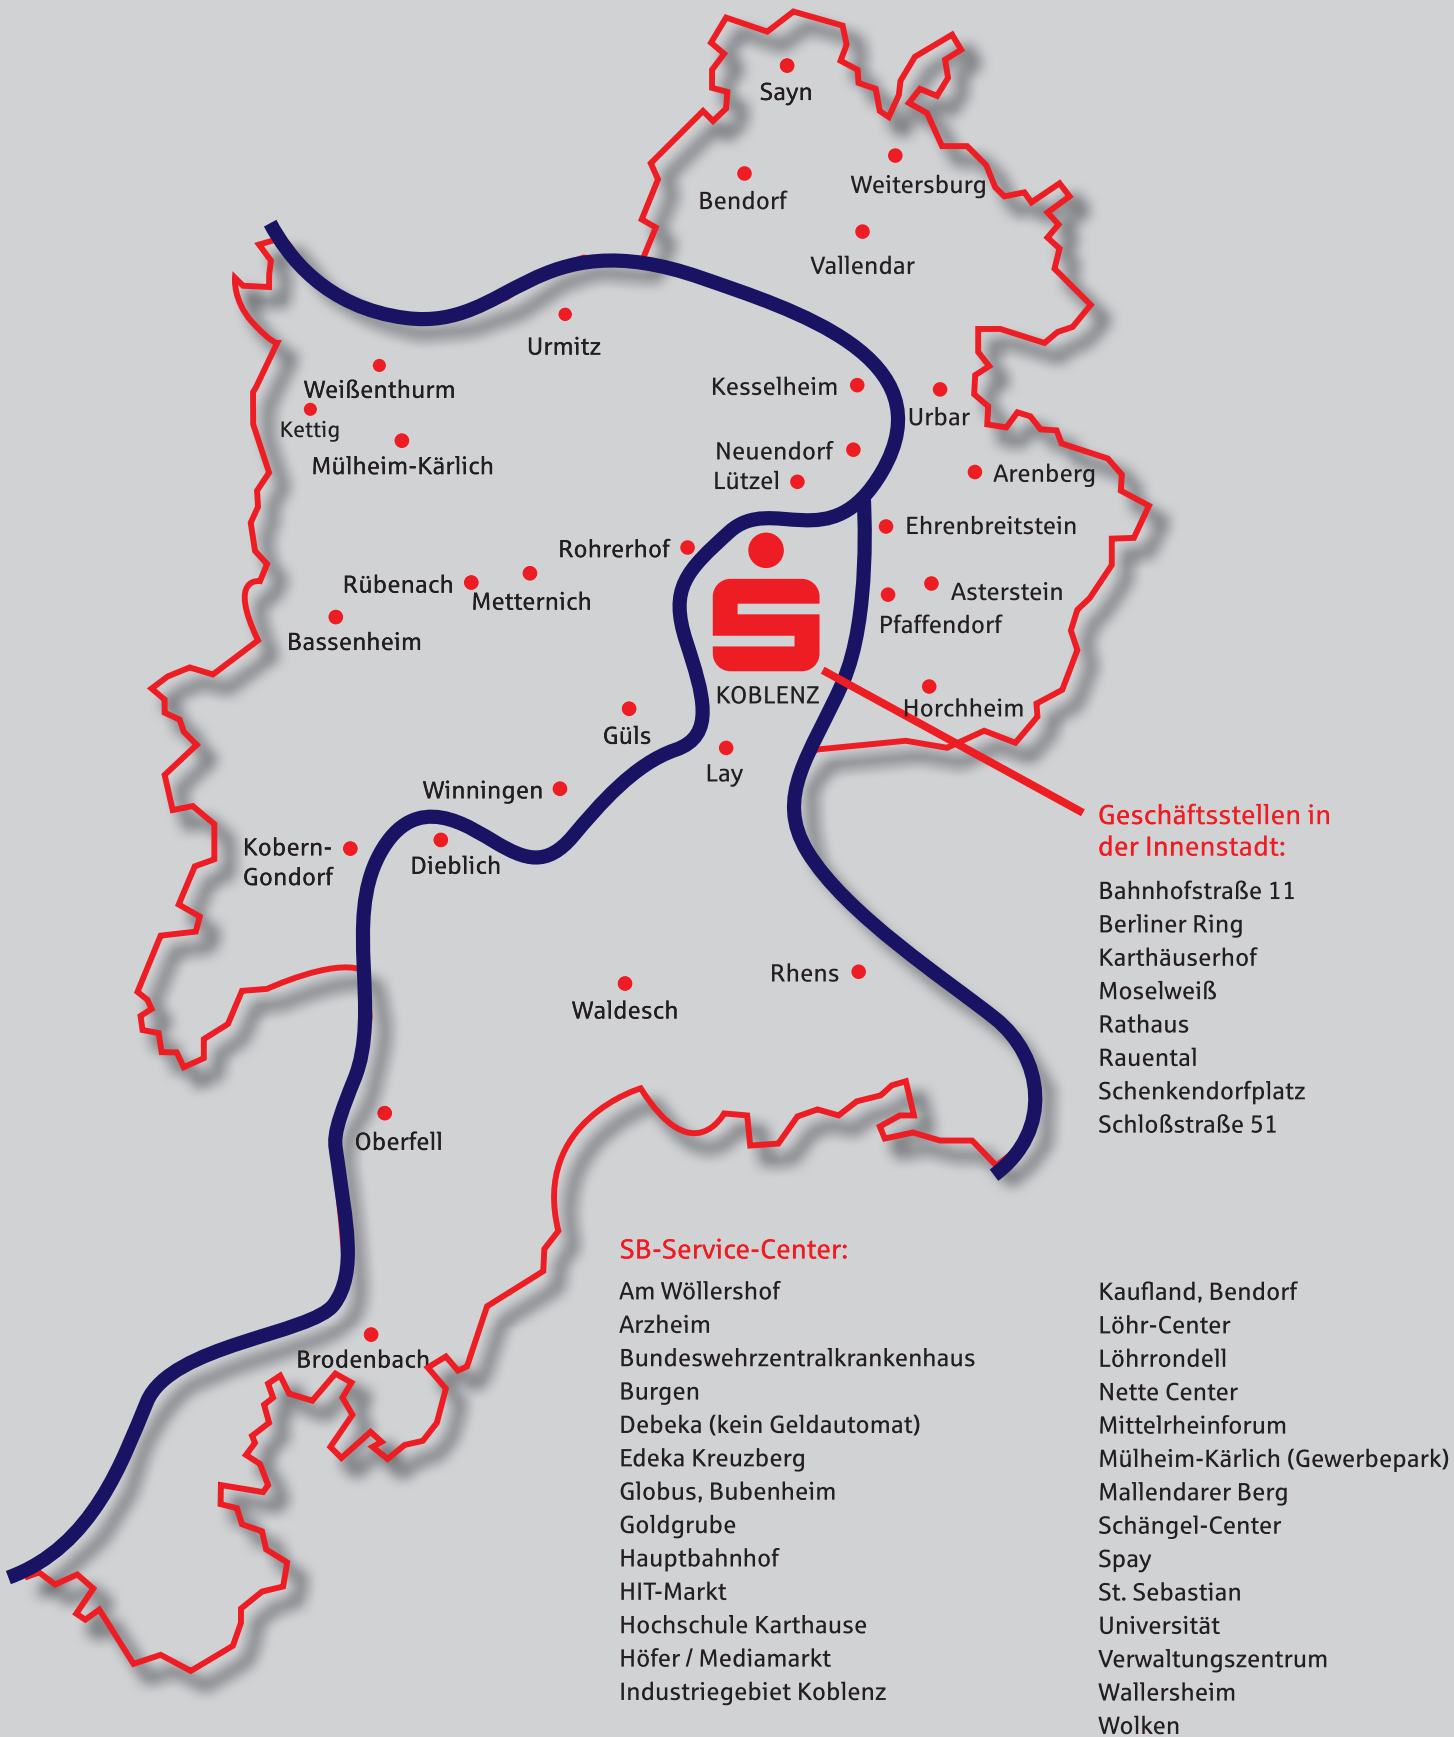 Sayn
Weitersburg
Bendorf
Vallendar
Urmitz
Weißenthurm
Kesselheim
Urbar
Kettig
Mülheim-Kärlich
Neuendorf
Lützel
Arenberg
Ehrenbreitstein
Rohrerhof
Rübenach
Metternich
Asterstein
Pfaffendorf
Bassenheim
KOBLENZ
Horchheim
Güls
Lay
Winningen
Kobern-
Gondorf
Dieblich
Rhens
Waldesch
Oberfell
Brodenbach
Geschäftsstellen in
der Innenstadt:
Bahnhofstraße 11
Berliner Ring
Karthäuserhof
Moselweiß
Rathaus
Rauental
Schenkendorfplatz
Schloßstraße 51
SB-Service-Center:
Am Wöllershof
Arzheim
Bundeswehrzentralkrankenhaus
Burgen
Debeka (kein Geldautomat)
Edeka Kreuzberg
Globus, Bubenheim
Goldgrube
Hauptbahnhof
HIT-Markt
Hochschule Karthause
Höfer / Mediamarkt
Industriegebiet Koblenz
Kaufland, Bendorf
Löhr-Center
Löhrrondell
Nette Center
Mittelrheinforum
Mülheim-Kärlich (Gewerbepark)
Mallendarer Berg
Schängel-Center
Spay
St. Sebastian
Universität
Verwaltungszentrum
Wallersheim
Wolken